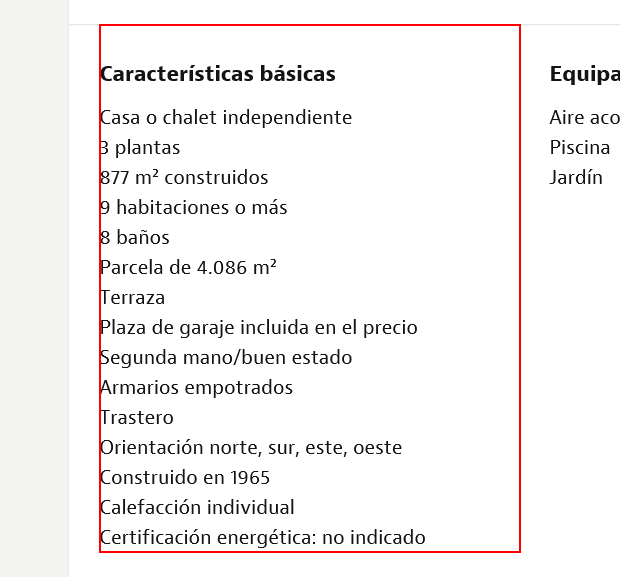 Características básicas
Casa o chalet independiente
3 plantas
877 m² construidos
9 habitaciones o más
8 baños
Parcela de 4.086 m²
Terraza
Plaza de garaje incluida en el precio
Segunda mano/buen estado
Armarios empotrados
Trastero
Orientación norte, sur, este, oeste
Construido en 1965
Calefacción individual
Certificación energética: no indicado
Equipa
Aire aco
Piscina
Jardín